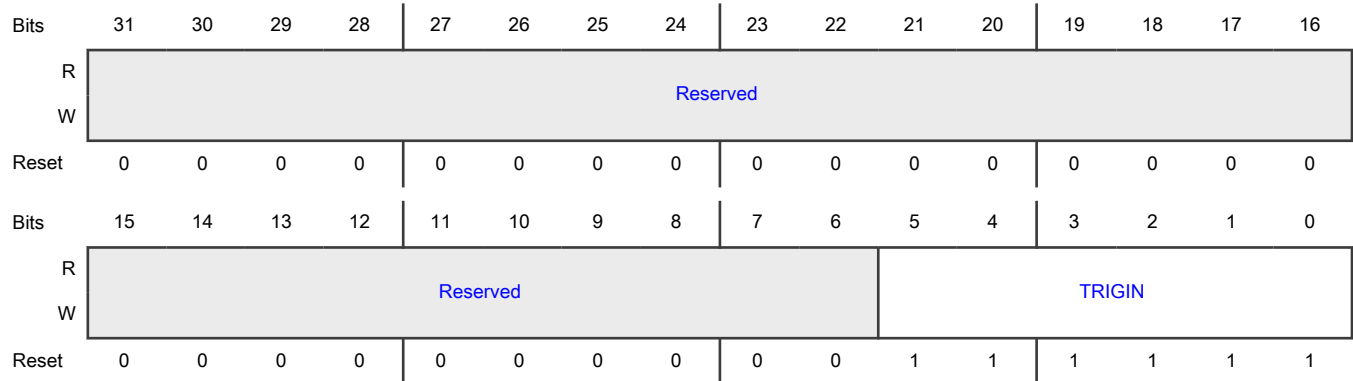 Bits 31 30 29 28 27 26 25 24 23 22 21 20 19 18 17 16
R
Reserved
W
Reset 0 0 0 0 0 0 0 0 0 0 0 0 0 0 0 0
Bits 15 14 13 12 11 10 9 8 7 6 5 4 3 2 1 0
R
Reserved TRIGIN
W
Reset 0 0 0 0 0 0 0 0 0 0 1 1 1 1 1 1